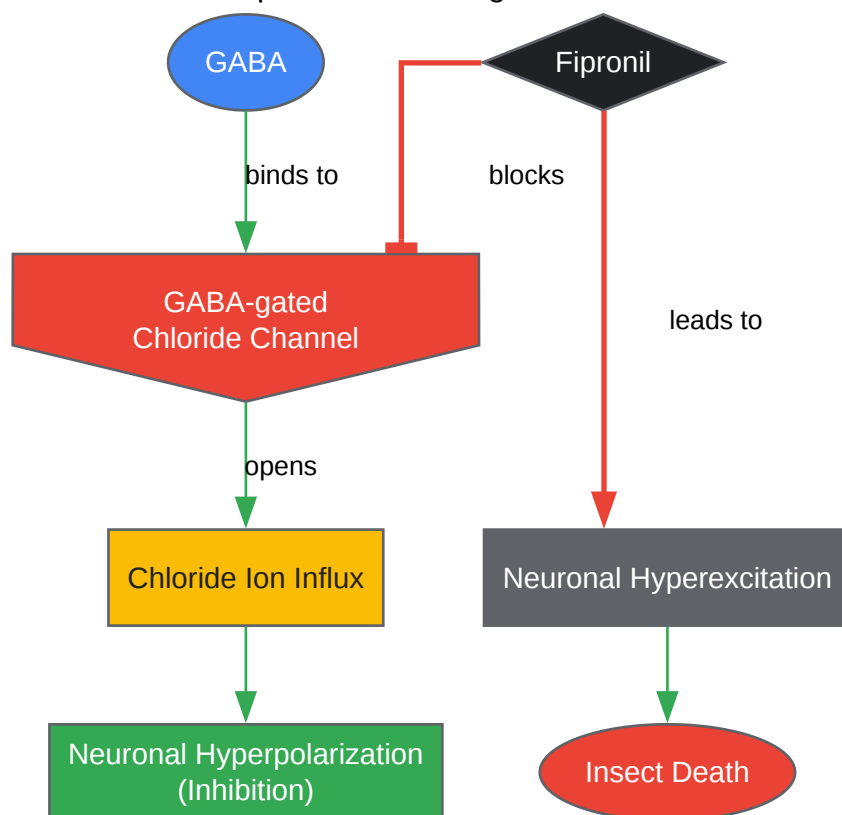 GABA
Fipronil
binds to
blocks
GABA-gated
Chloride Channel
leads to
opens
Chloride Ion Influx
Neuronal Hyperexcitation
Neuronal Hyperpolarization
(Inhibition)
Insect Death